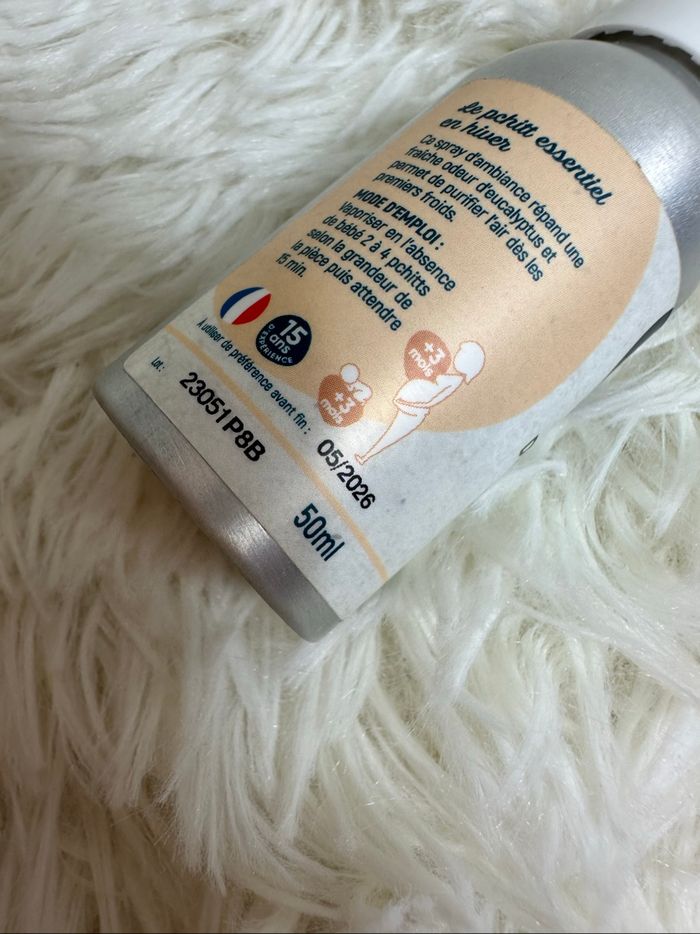 Le pchitt essentiel
en hiver
Ce spray d'ambiance répand une
fraîche odeur d'eucalyptus et
permet de purifier l'air dès les
premiers froids.
MODE D'EMPLOI :
Vaporiser en l'absence
de bébé 2 à 4 pchitts
selon la grandeur de
la pièce puis attendre
15 min.
15
ans
D'EXPÉRIENCE
+3
mois
+3
mois
À utiliser de préférence avant fin : 05/2026
Lot : 23051P8B
50ml